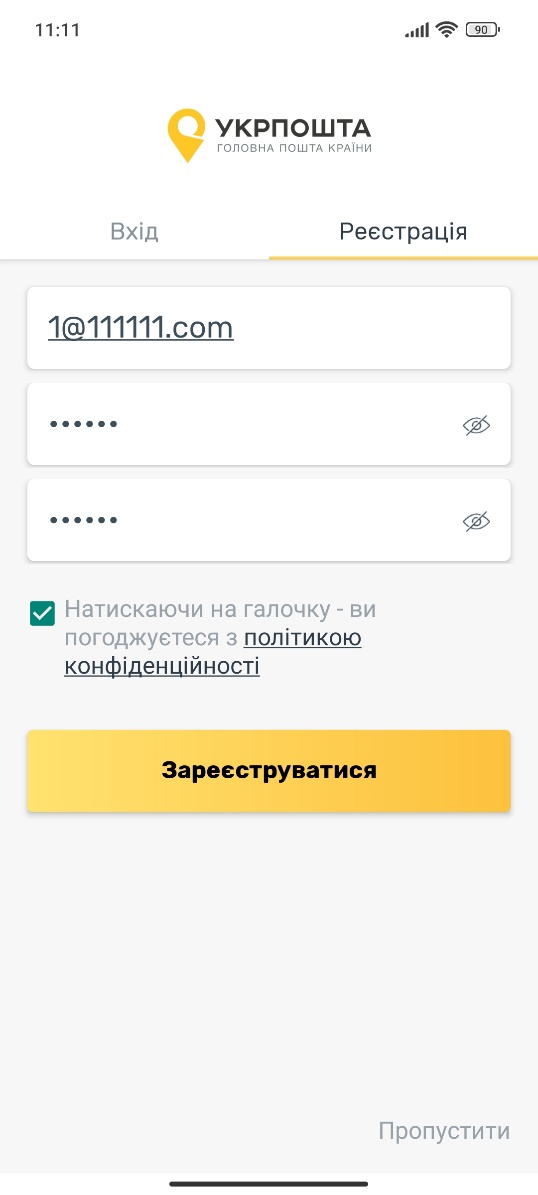 11:11
90
УКРПОШТА
ГОЛОВНА ПОШТА КРАЇНИ
Вхід
Реєстрація
1@111111.com
••••••
••••••
Натискаючи на галочку - ви
погоджуєтеся з політикою
конфіденційності
Зареєструватися
Пропустити